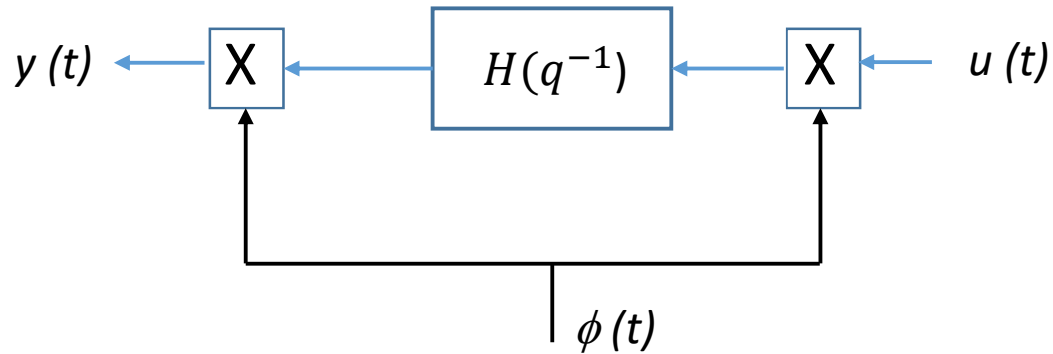 y (t) X H(q⁻¹) X u (t)
ϕ (t)